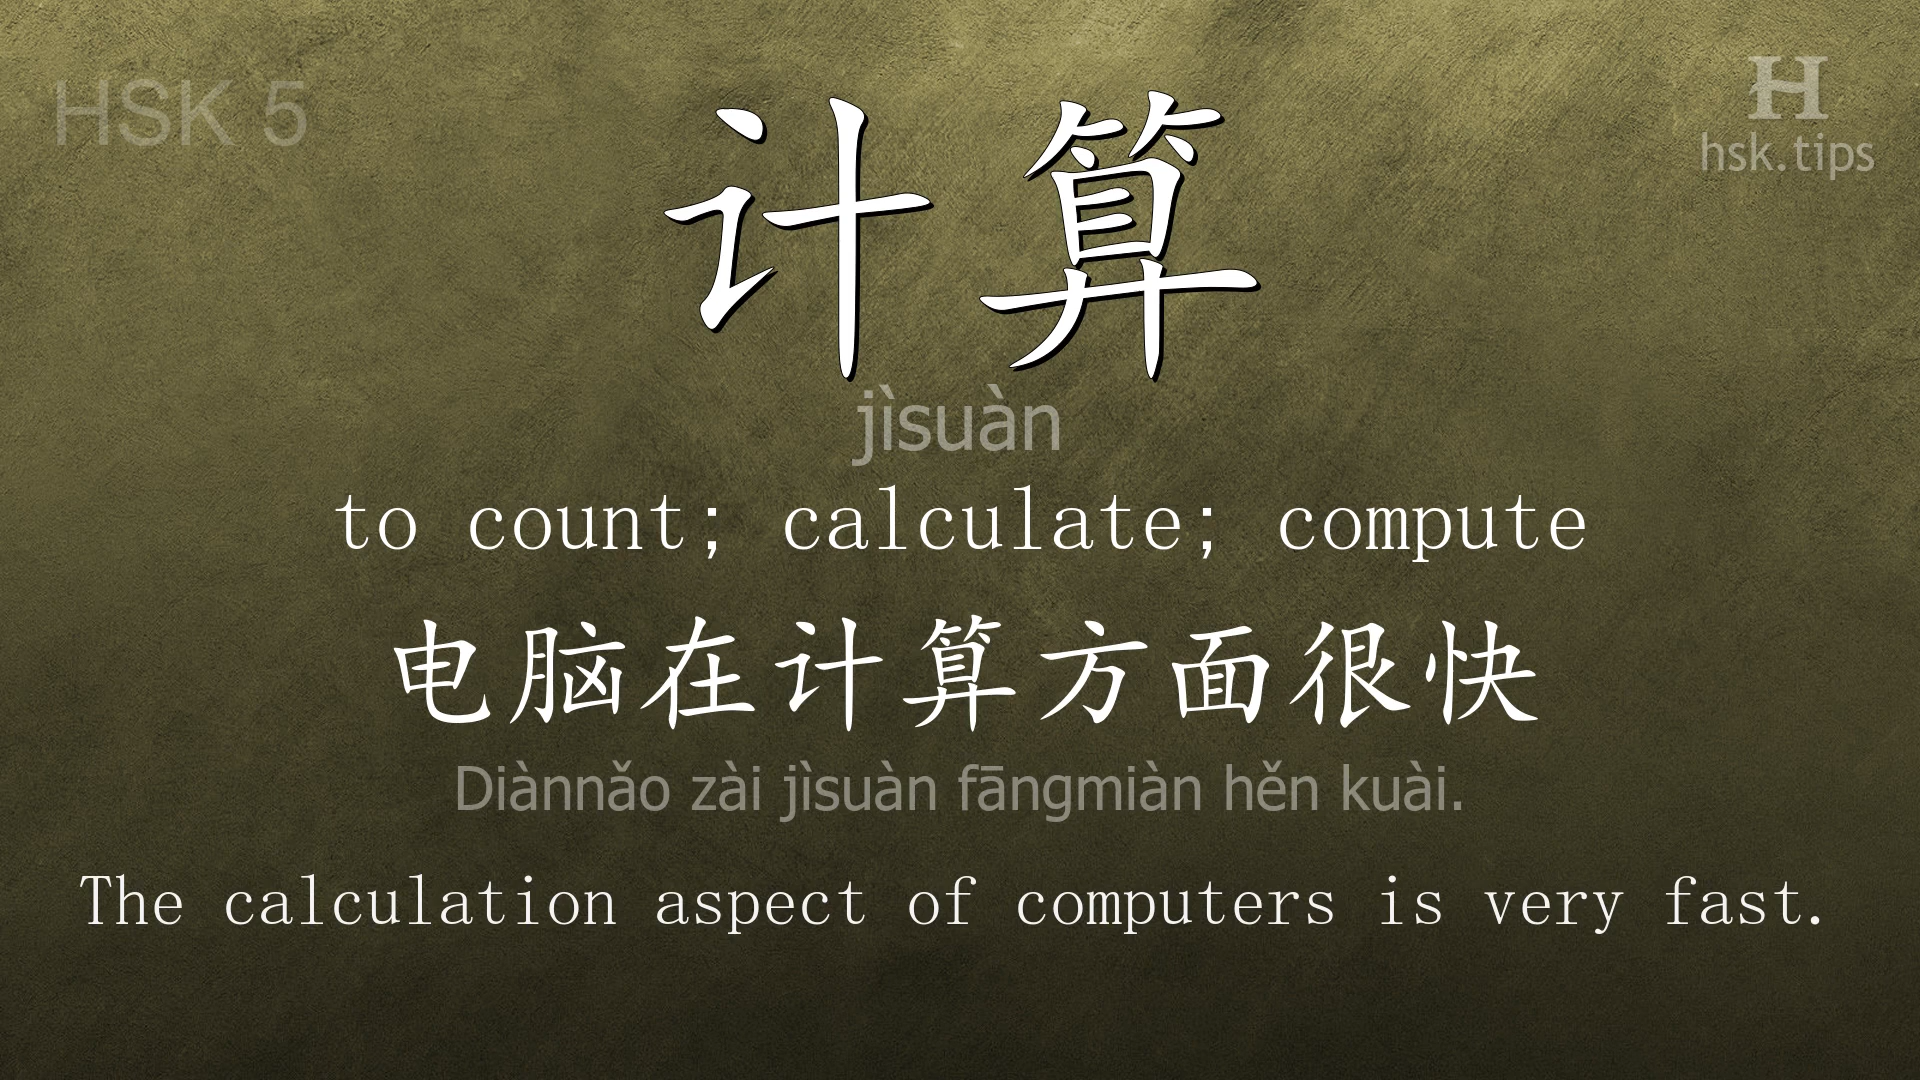 HSK 5
H
hsk.tips
计算
jìsuàn
to count; calculate; compute
电脑在计算方面很快
Diànnǎo zài jìsuàn fāngmiàn hěn kuài.
The calculation aspect of computers is very fast.